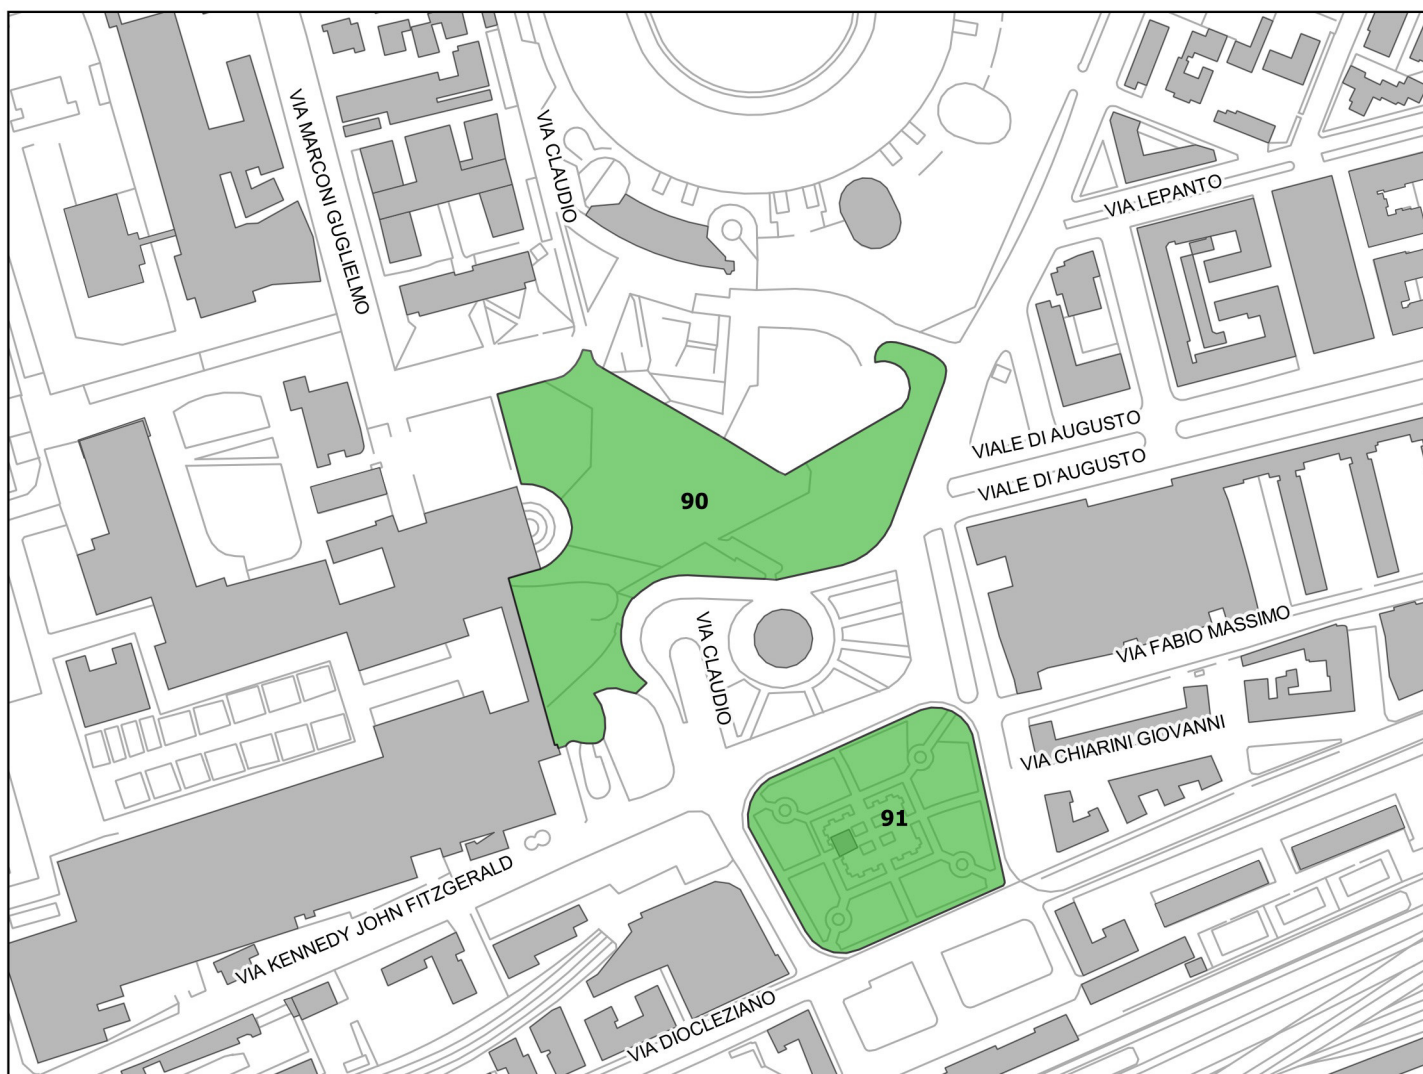 VIA MARCONI GUGLIELMO
VIA CLAUDIO
VIA LEPANTO
VIALE DI AUGUSTO
VIALE DI AUGUSTO
90
VIA CLAUDIO
VIA FABIO MASSIMO
VIA CHIARINI GIOVANNI
91
VIA KENNEDY JOHN FITZGERALD
VIA DIOCLEZIANO